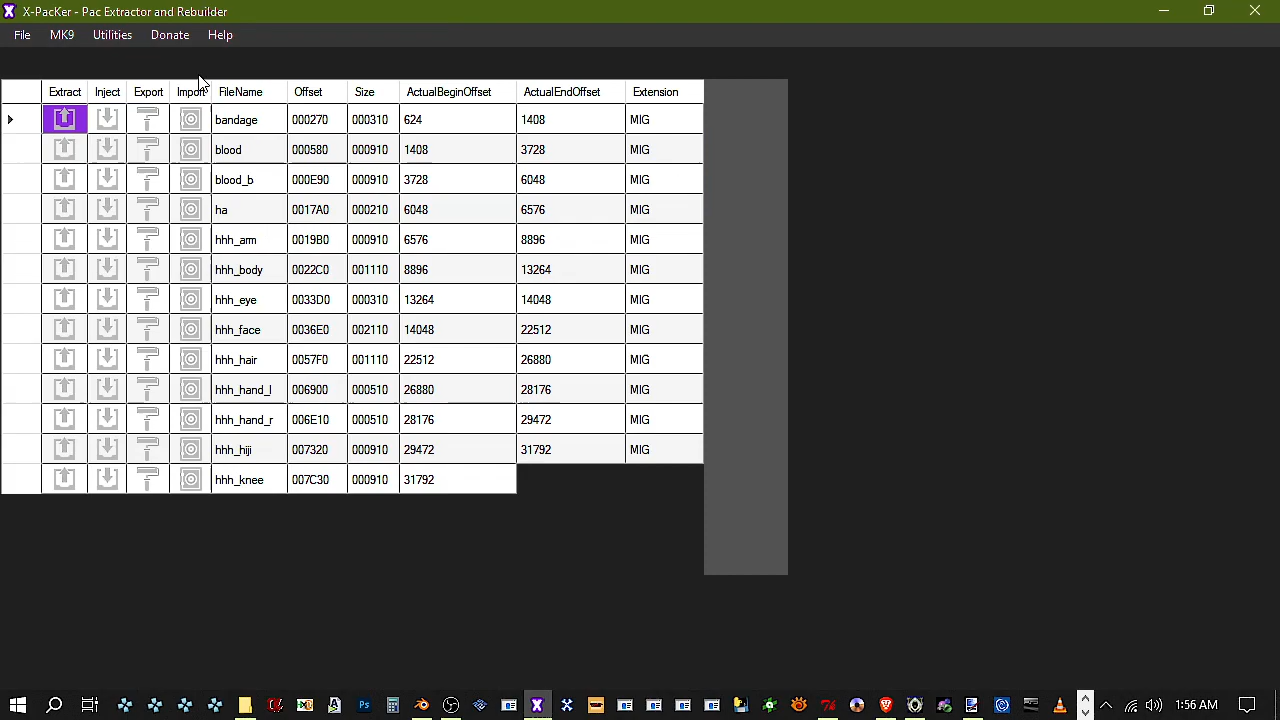 X-PacKer - Pac Extractor and Rebuilder
File MK9 Utilities Donate Help
Extract Inject Export Import FileName Offset Size ActualBeginOffset ActualEndOffset Extension
bandage 000270 000310 624 1408 MIG
blood 000580 000910 1408 3728 MIG
blood_b 000E90 000910 3728 6048 MIG
ha 0017A0 000210 6048 6576 MIG
hhh_arm 0019B0 000910 6576 8896 MIG
hhh_body 0022C0 001110 8896 13264 MIG
hhh_eye 0033D0 000310 13264 14048 MIG
hhh_face 0036E0 002110 14048 22512 MIG
hhh_hair 0057F0 001110 22512 26880 MIG
hhh_hand_l 006900 000510 26880 28176 MIG
hhh_hand_r 006E10 000510 28176 29472 MIG
hhh_hiji 007320 000910 29472 31792 MIG
hhh_knee 007C30 000910 31792
1:56 AM